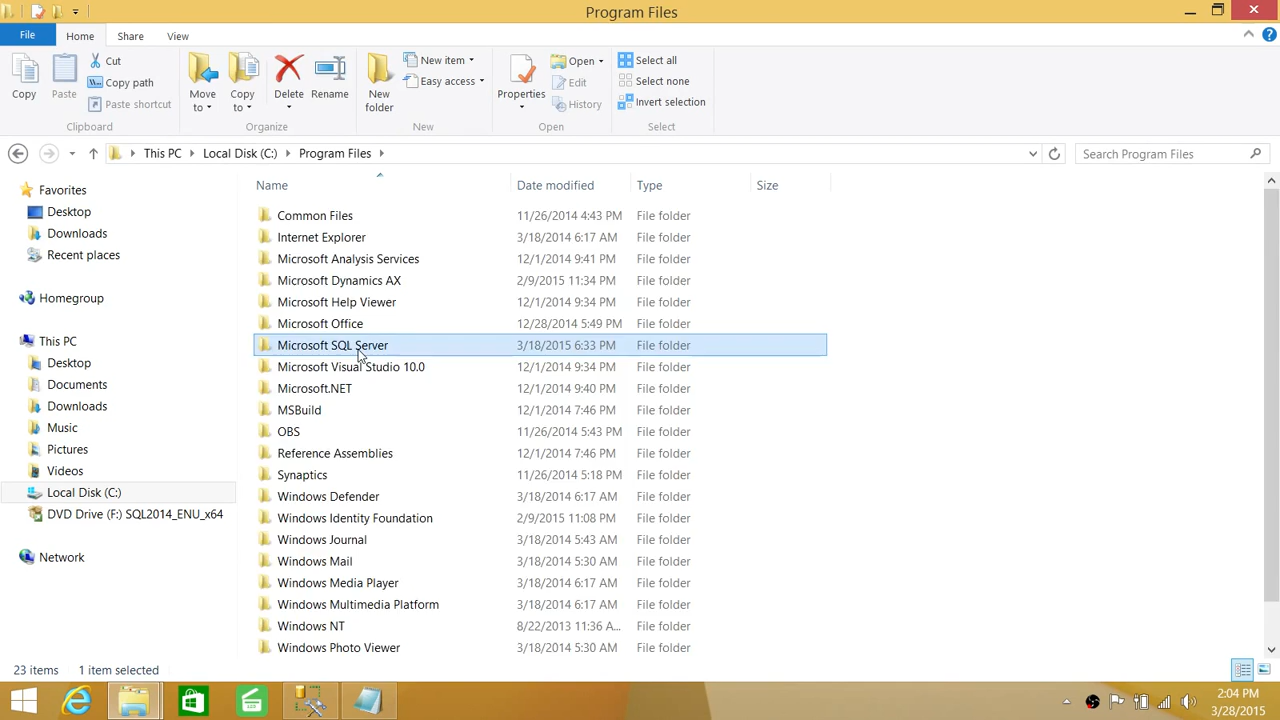 Program Files
File
Home
Share
View
Copy
Paste
Cut
Copy path
Paste shortcut
Clipboard
Move to
Copy to
Delete
Rename
Organize
New folder
New item
Easy access
New
Properties
Open
Edit
History
Open
Select all
Select none
Invert selection
Select
This PC Local Disk (C:) Program Files
Search Program Files
Favorites
Desktop
Downloads
Recent places
Homegroup
This PC
Desktop
Documents
Downloads
Music
Pictures
Videos
Local Disk (C:)
DVD Drive (F:) SQL2014_ENU_x64
Network
Name Date modified Type Size
Common Files 11/26/2014 4:43 PM File folder
Internet Explorer 3/18/2014 6:17 AM File folder
Microsoft Analysis Services 12/1/2014 9:41 PM File folder
Microsoft Dynamics AX 2/9/2015 11:34 PM File folder
Microsoft Help Viewer 12/1/2014 9:34 PM File folder
Microsoft Office 12/28/2014 5:49 PM File folder
Microsoft SQL Server 3/18/2015 6:33 PM File folder
Microsoft Visual Studio 10.0 12/1/2014 9:34 PM File folder
Microsoft.NET 12/1/2014 9:40 PM File folder
MSBuild 12/1/2014 7:46 PM File folder
OBS 11/26/2014 5:43 PM File folder
Reference Assemblies 12/1/2014 7:46 PM File folder
Synaptics 11/26/2014 5:18 PM File folder
Windows Defender 3/18/2014 6:17 AM File folder
Windows Identity Foundation 2/9/2015 11:08 PM File folder
Windows Journal 3/18/2014 5:43 AM File folder
Windows Mail 3/18/2014 5:30 AM File folder
Windows Media Player 3/18/2014 6:17 AM File folder
Windows Multimedia Platform 3/18/2014 6:17 AM File folder
Windows NT 8/22/2013 11:36 A... File folder
Windows Photo Viewer 3/18/2014 5:30 AM File folder
23 items 1 item selected
2:04 PM
3/28/2015